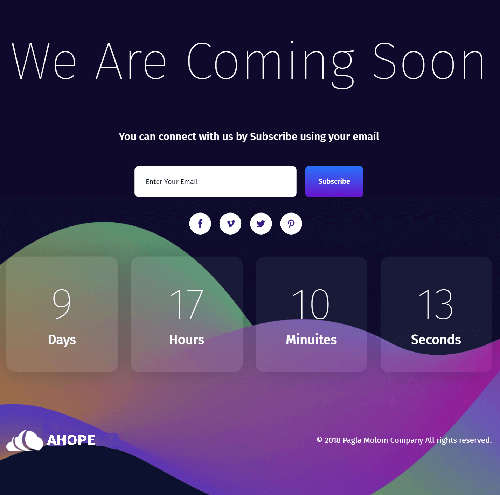 We Are Coming Soon
You can connect with us by Subscribe using your email
Enter Your Email
Subscribe
9 17 10 13
Days Hours Minuites Seconds
AHOPE
© 2018 Pagla Molom Company All rights reserved.